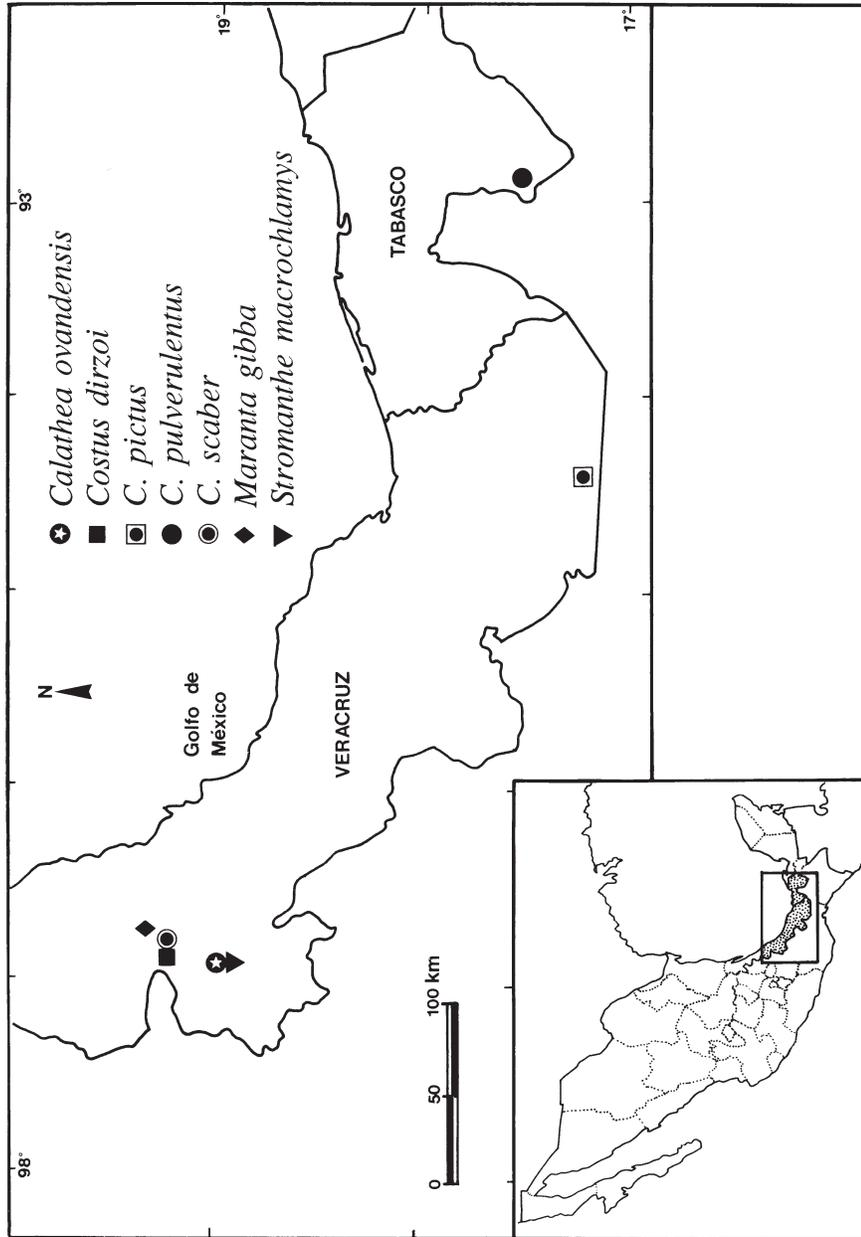 98°
93°
19°
17°
N
Golfo de
México
VERACRUZ
TABASCO
Calathea ovandensis
Costus dirzoi
C. pictus
C. pulverulentus
C. scaber
Maranta gibba
Stromanthe macrochlamys
0 50 100 km